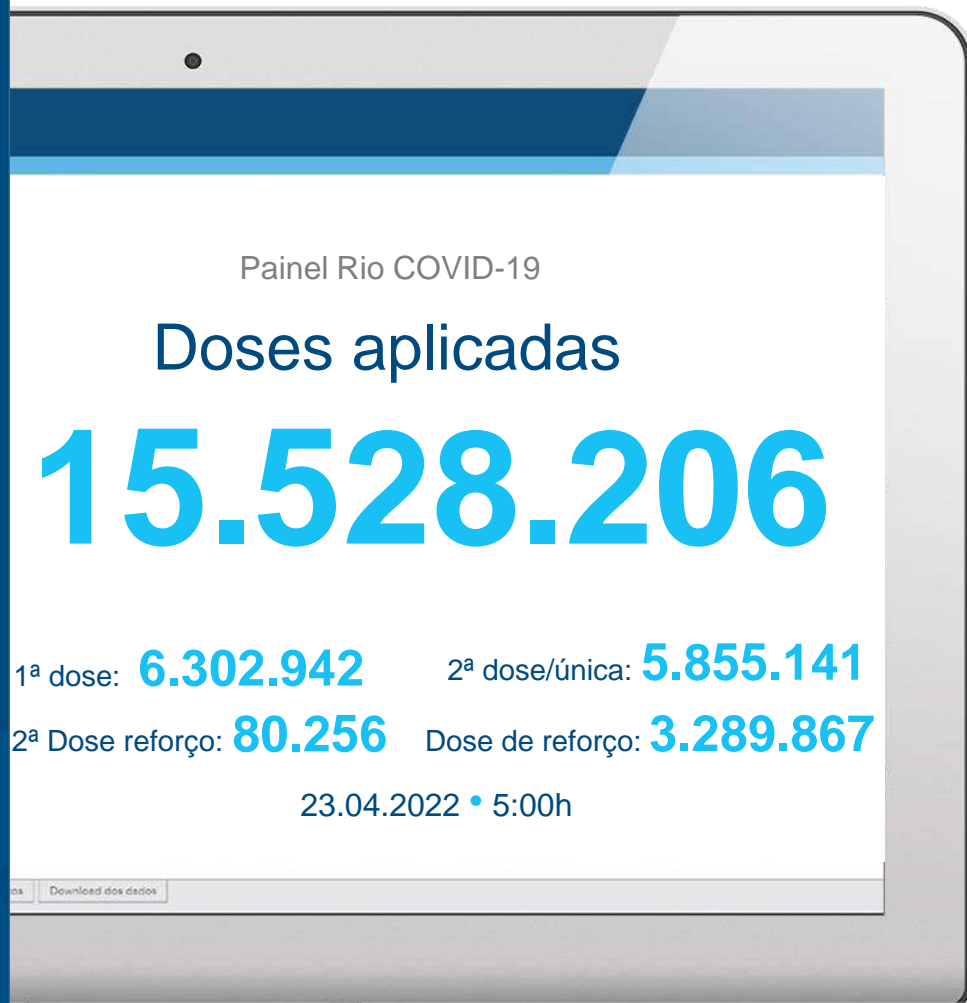 Painel Rio COVID-19
Doses aplicadas
15.528.206
1ª dose: 6.302.942 2ª dose/única: 5.855.141
2ª Dose reforço: 80.256 Dose de reforço: 3.289.867
23.04.2022 • 5:00h
Download dos dados